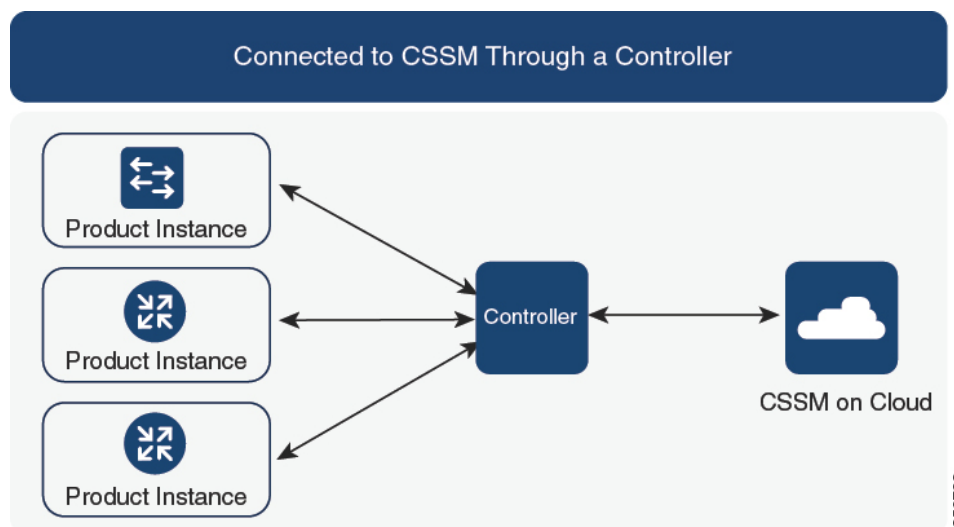 Connected to CSSM Through a Controller
Product Instance
Product Instance
Product Instance
Controller
CSSM on Cloud